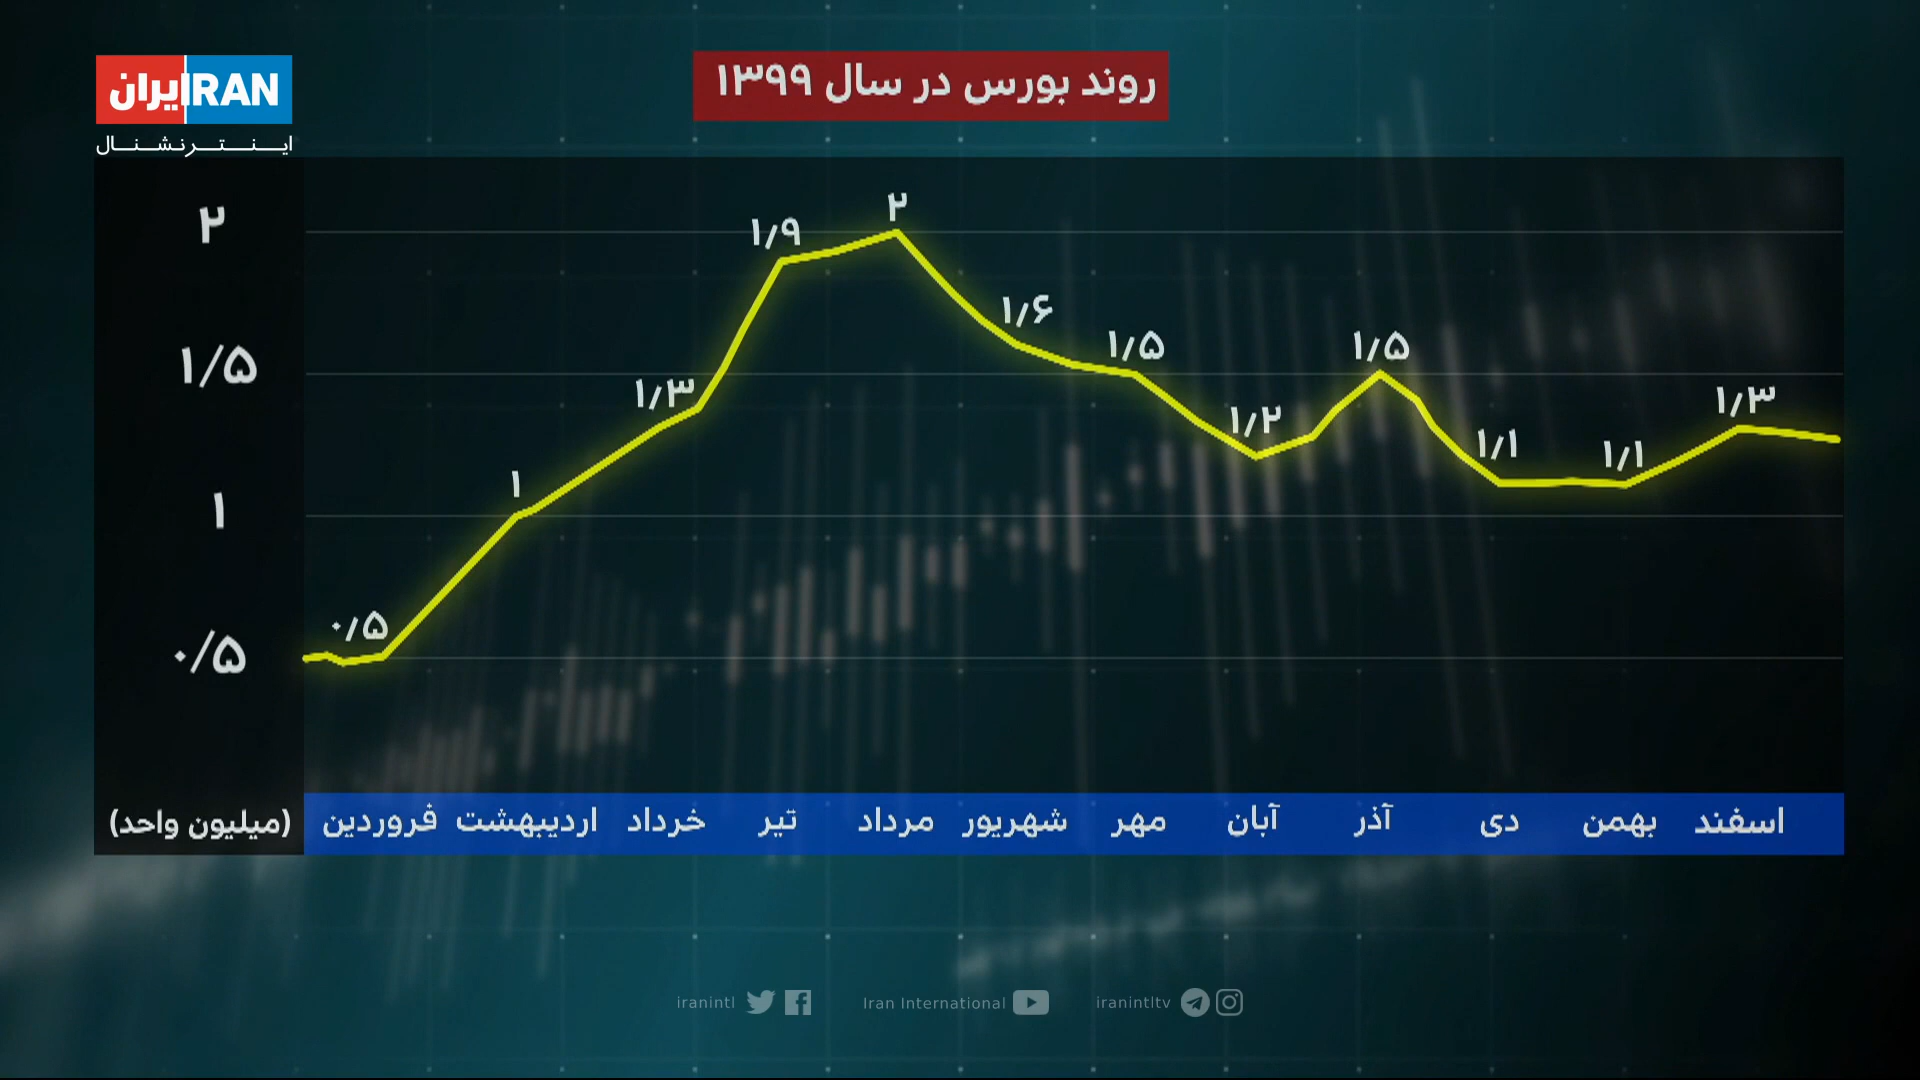 ایران IRAN
اینترنشنال
روند بورس در سال ۱۳۹۹
۲
۱/۵
۱
۰/۵
(میلیون واحد)
۰/۵
۱
۱/۳
۱/۹
۲
۱/۶
۱/۵
۱/۲
۱/۵
۱/۱
۱/۱
۱/۳
فروردین
اردیبهشت
خرداد
تیر
مرداد
شهریور
مهر
آبان
آذر
دی
بهمن
اسفند
iranintl
Iran International
iranintltv